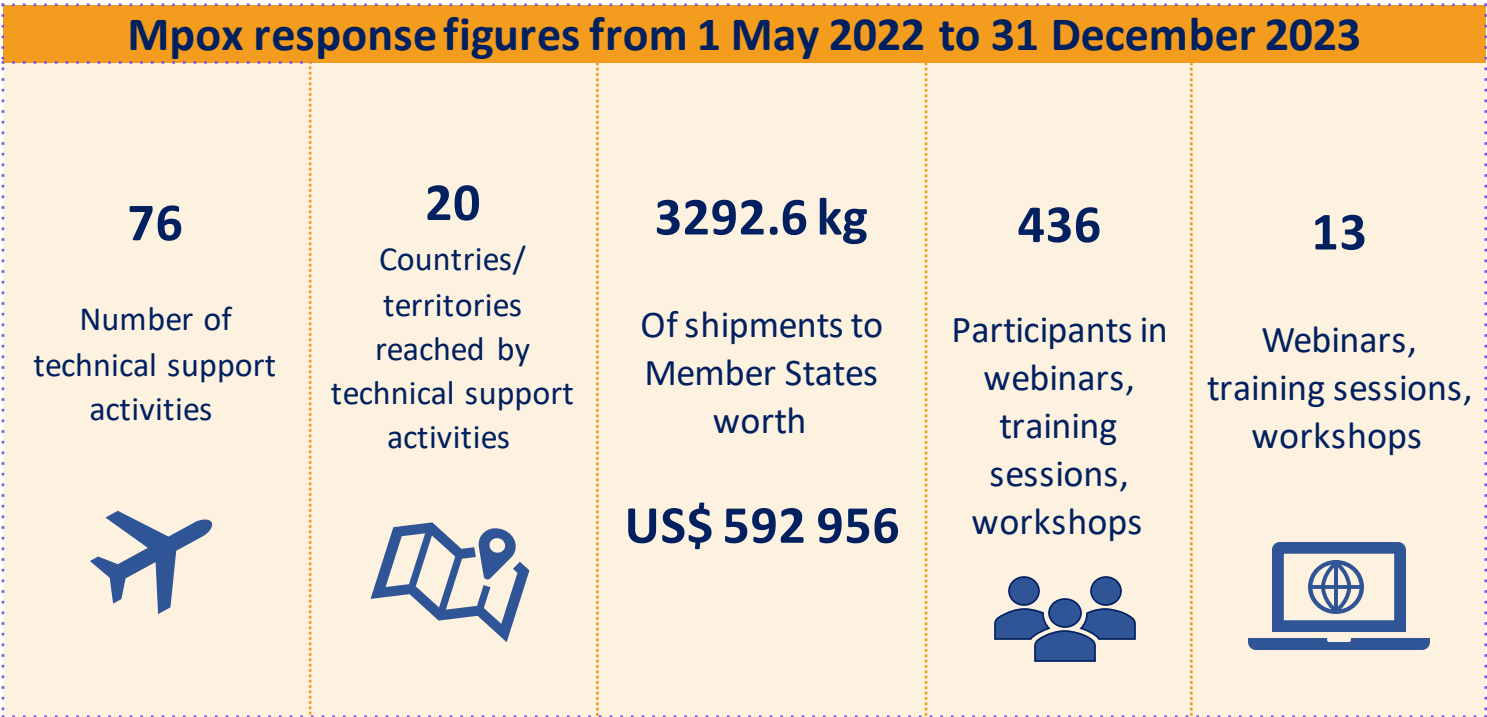 Mpox response figures from 1 May 2022 to 31 December 2023
76
Number of
technical support
activities
20
Countries/
territories
reached by
technical support
activities
3292.6 kg
Of shipments to
Member States
worth
US$ 592 956
436
Participants in
webinars,
training
sessions,
workshops
13
Webinars,
training sessions,
workshops